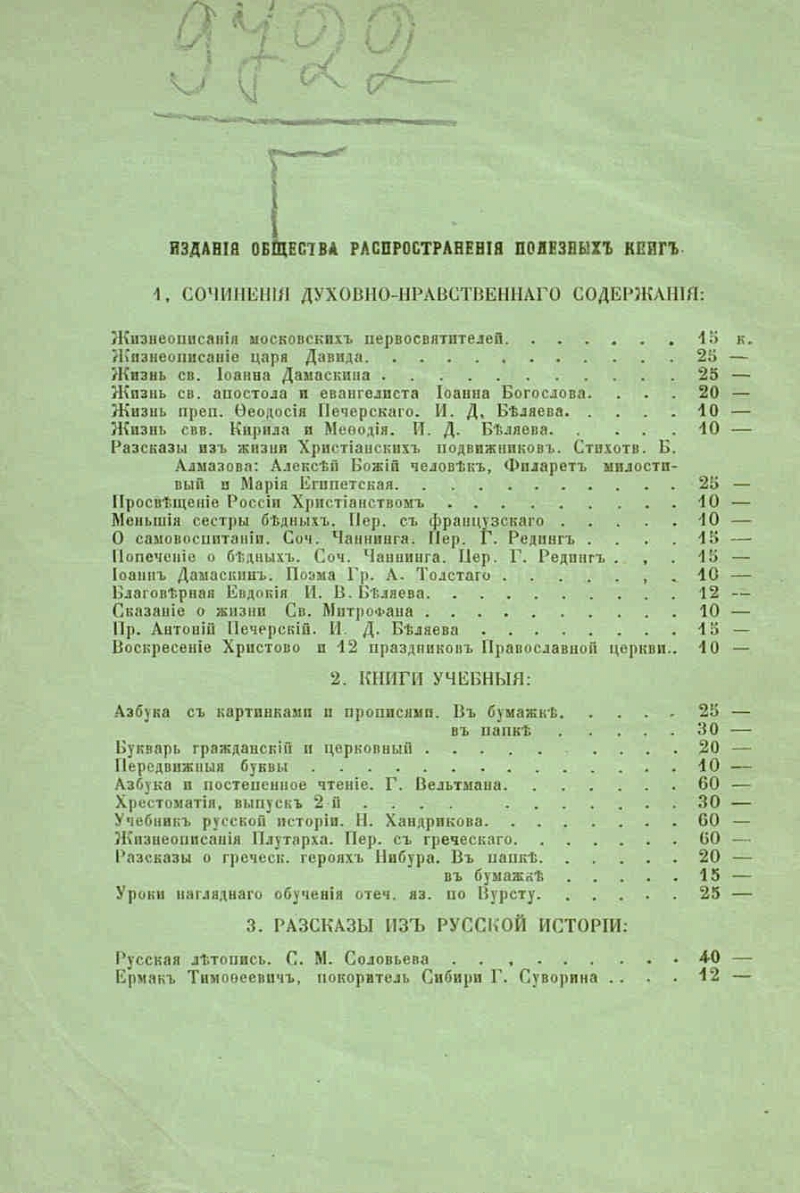 ИЗДАНІЯ ОБЩЕСТВА РАСПРОСТРАНЕНІЯ ПОЛЕЗНЫХЪ КНИГЪ.
1. СОЧИНЕНІЯ ДУХОВНО-НРАВСТВЕННАГО СОДЕРЖАНІЯ:
Жизнеописанія московскихъ первосвятителей. . . . . . . 15 к.
Жизнеописаніе царя Давида. . . . . . . . . . . . . 25 —
Жизнь св. Іоанна Дамаскина . . . . . . . . . . . . 25 —
Жизнь св. апостола и евангелиста Іоанна Богослова. . . . 20 —
Жизнь преп. Ѳеодосія Печерскаго. И. Д. Бѣляева. . . . . 10 —
Жизнь свв. Кирила и Меѳодія. И. Д. Бѣляева. . . . . 10 —
Разсказы изъ жизни Христіанскихъ подвижниковъ. Стихотв. Б.
Алмазова: Алексѣй Божій человѣкъ, Филаретъ милости-
вый и Марія Египетская. . . . . . . . . . . . 25 —
Просвѣщеніе Россіи Христіанствомъ . . . . . . . . . 10 —
Меньшія сестры бѣдныхъ. Пер. съ французскаго . . . . . 10 —
О самовоспитаніи. Соч. Чаннинга. Пер. Г. Редингъ . . . . 15 —
Попеченіе о бѣдныхъ. Соч. Чаннинга. Пер. Г. Редингъ . . . 15 —
Іоаннъ Дамаскинъ. Поэма Гр. А. Толстаго . . . . . . . . 10 —
Благовѣрная Евдокія И. В. Бѣляева. . . . . . . . . . 12 —
Сказаніе о жизни Св. Митрофана . . . . . . . . . . 10 —
Пр. Антоній Печерскій. И. Д. Бѣляева . . . . . . . . 15 —
Воскресеніе Христово и 12 праздниковъ Православной церкви.. 10 —
2. КНИГИ УЧЕБНЫЯ:
Азбука съ картинками и прописями. Въ бумажкѣ. . . . . . 25 —
въ папкѣ . . . . . 30 —
Букварь гражданскій и церковный . . . . . . . . . 20 —
Передвижныя буквы . . . . . . . . . . . . . . 10 —
Азбука и постепенное чтеніе. Г. Вельтмана. . . . . . . 60 —
Хрестоматія, выпускъ 2 й . . . . . . . . . . . 30 —
Учебникъ русской исторіи. Н. Хандрикова. . . . . . . . 60 —
Жизнеописанія Плутарха. Пер. съ греческаго. . . . . . . 60 —
Разсказы о греческ. герояхъ Нибура. Въ папкѣ. . . . . . 20 —
въ бумажкѣ . . . . . 15 —
Уроки нагляднаго обученія отеч. яз. по Вурсту. . . . . . 25 —
3. РАЗСКАЗЫ ИЗЪ РУССКОЙ ИСТОРІИ:
Русская лѣтопись. С. М. Соловьева . . . . . . . . . 40 —
Ермакъ Тимоѳеевичъ, покоритель Сибири Г. Суворина . . . . 12 —